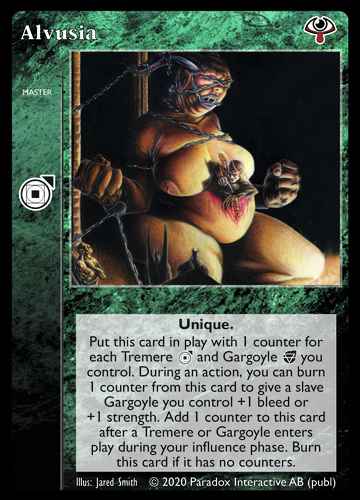 Alvusia
MASTER
Unique.
Put this card in play with 1 counter for
each Tremere and Gargoyle you
control. During an action, you can burn
1 counter from this card to give a slave
Gargoyle you control +1 bleed or
+1 strength. Add 1 counter to this card
after a Tremere or Gargoyle enters
play during your influence phase. Burn
this card if it has no counters.
Illus: Jared Smith © 2020 Paradox Interactive AB (publ)